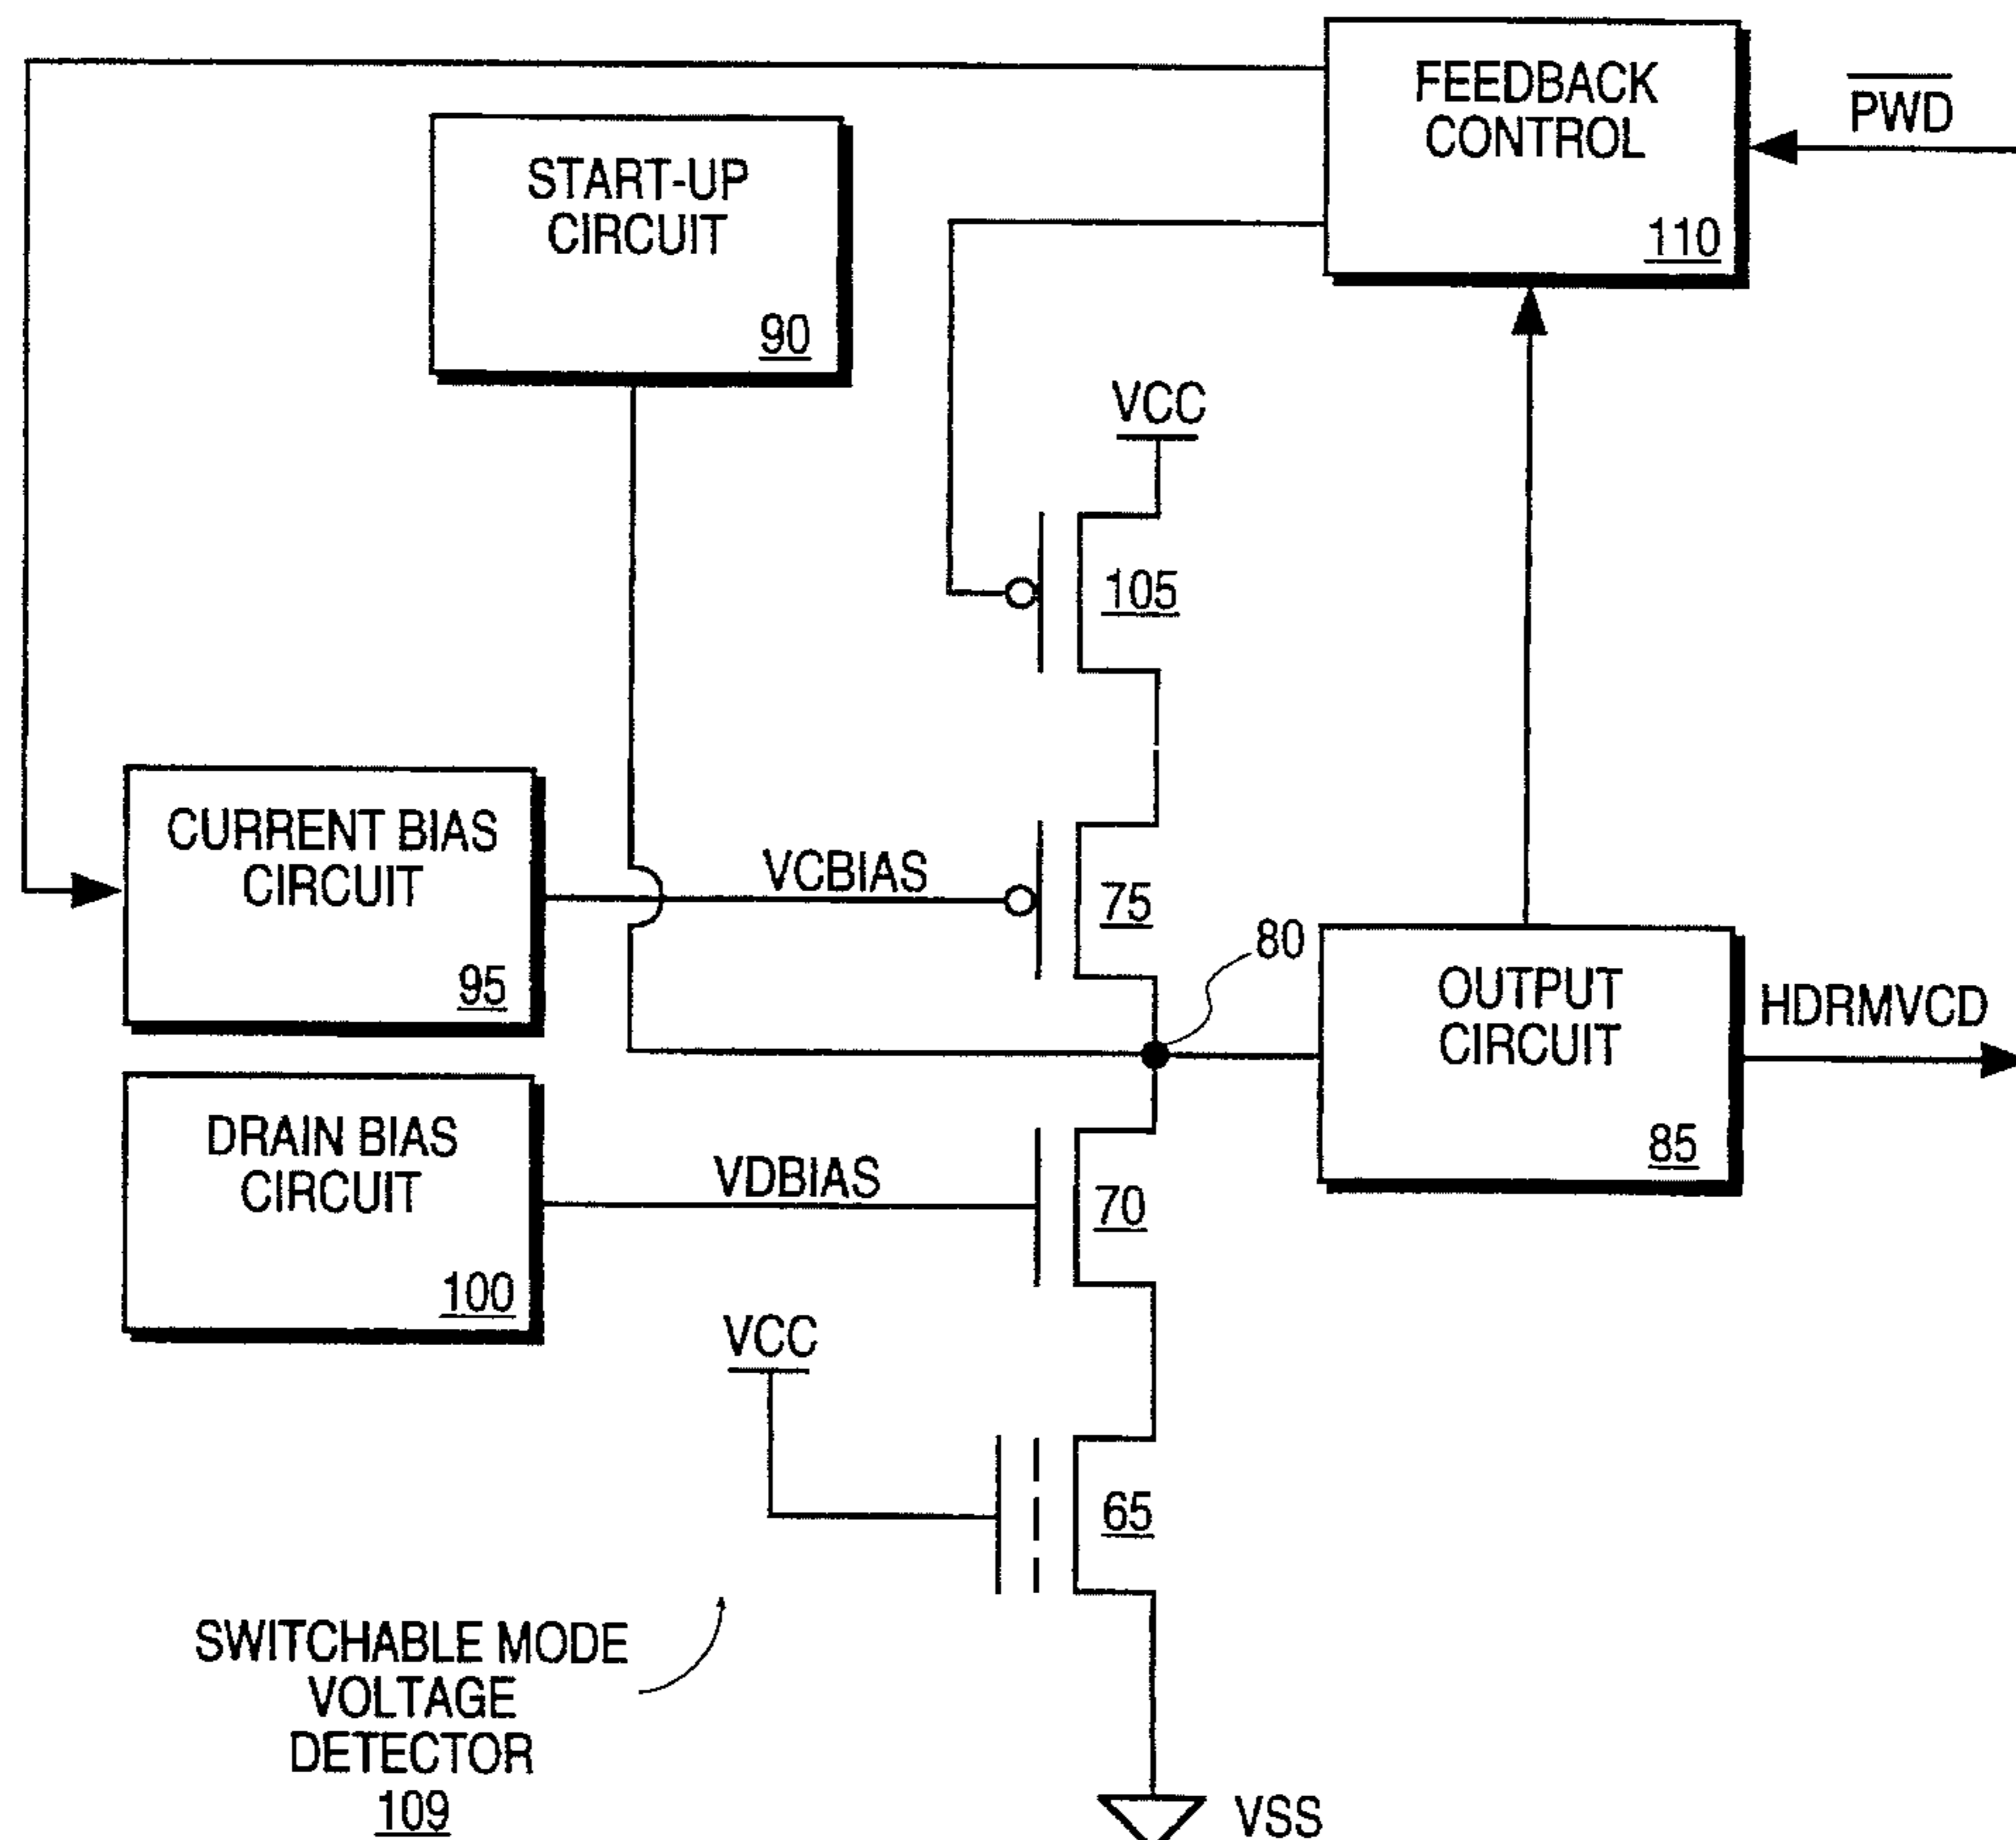 FEEDBACK
CONTROL
110
PWD
START-UP
CIRCUIT
90
VCC
105
CURRENT BIAS
CIRCUIT
95
VCBIAS
75
80
OUTPUT
CIRCUIT
85
HDRMVCD
DRAIN BIAS
CIRCUIT
100
VDBIAS
70
VCC
65
SWITCHABLE MODE
VOLTAGE
DETECTOR
109
VSS